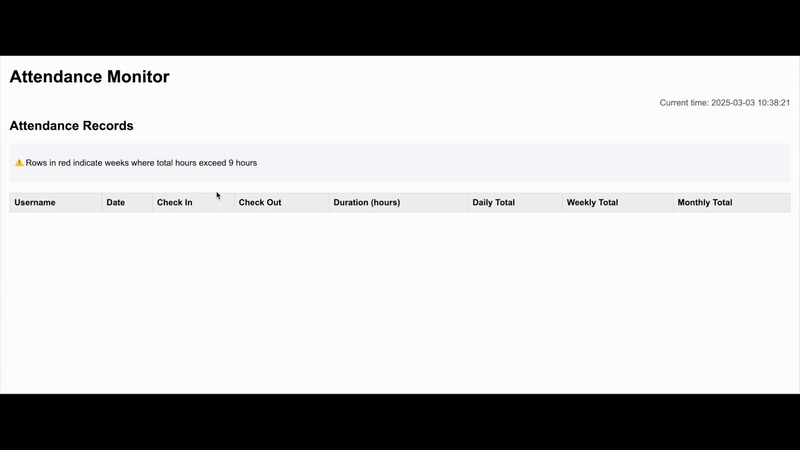 Attendance Monitor
Current time: 2025-03-03 10:38:21
Attendance Records
⚠️ Rows in red indicate weeks where total hours exceed 9 hours
Username Date Check In Check Out Duration (hours) Daily Total Weekly Total Monthly Total